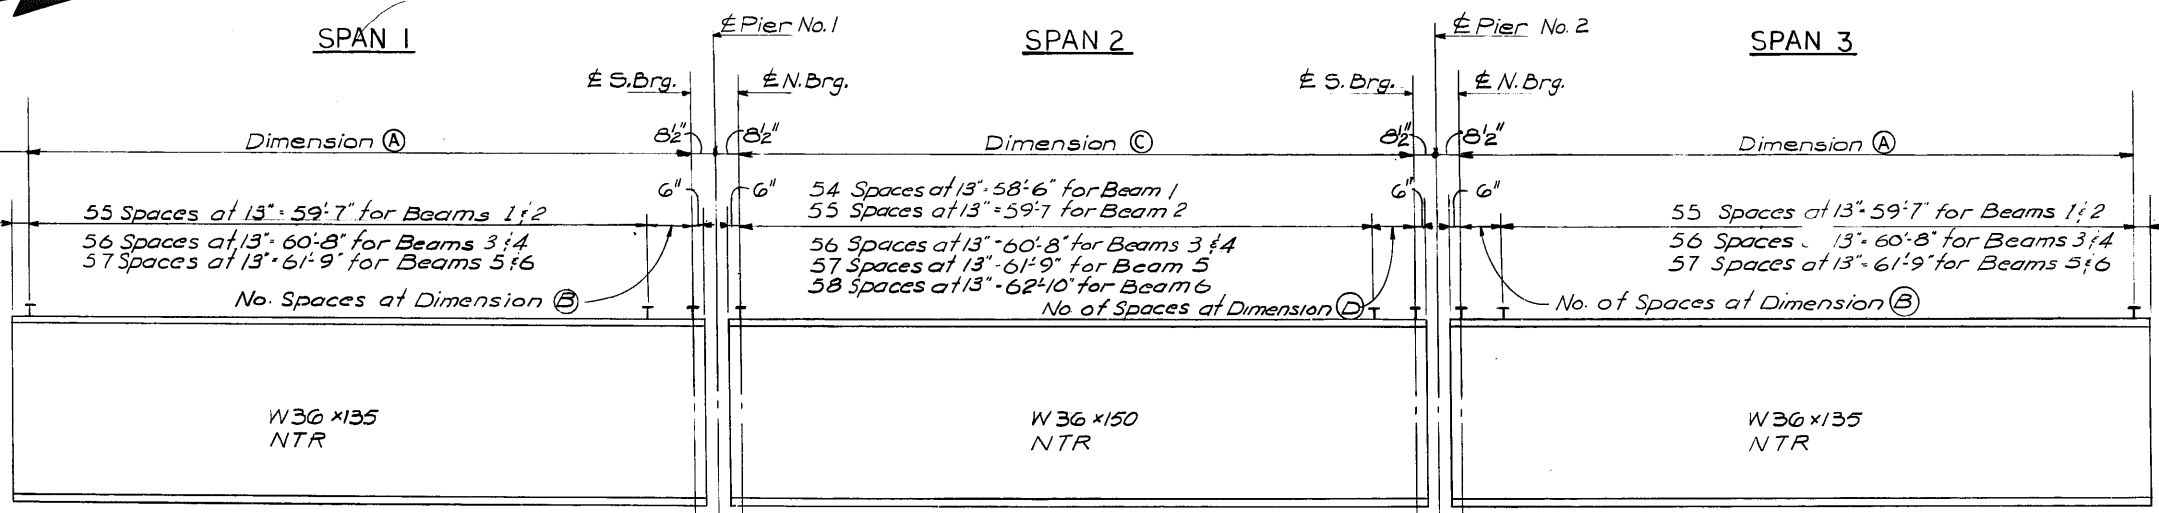 SPAN 1
℄ Pier No. 1
SPAN 2
℄ Pier No. 2
SPAN 3
℄ S. Brg.
℄ N. Brg.
℄ S. Brg.
℄ N. Brg.
Dimension Ⓐ
8½"
8½"
Dimension Ⓒ
8½"
8½"
Dimension Ⓐ
6"
6"
6"
6"
55 Spaces at 13" = 59'-7" for Beams 1 & 2
56 Spaces at 13" = 60'-8" for Beams 3 & 4
57 Spaces at 13" = 61'-9" for Beams 5 & 6
No. Spaces at Dimension Ⓑ
54 Spaces at 13" = 58'-6" for Beam 1
55 Spaces at 13" = 59'-7 for Beam 2
56 Spaces at 13" = 60'-8" for Beams 3 & 4
57 Spaces at 13" = 61'-9" for Beam 5
58 Spaces at 13" = 62'-10" for Beam 6
No. of Spaces at Dimension Ⓓ
55 Spaces at 13" = 59'-7" for Beams 1 & 2
56 Spaces 13" = 60'-8" for Beams 3 & 4
57 Spaces at 13" = 61'-9" for Beams 5 & 6
No. of Spaces at Dimension Ⓑ
W 36 x 135
NTR
W 36 x 150
NTR
W 36 x 135
NTR